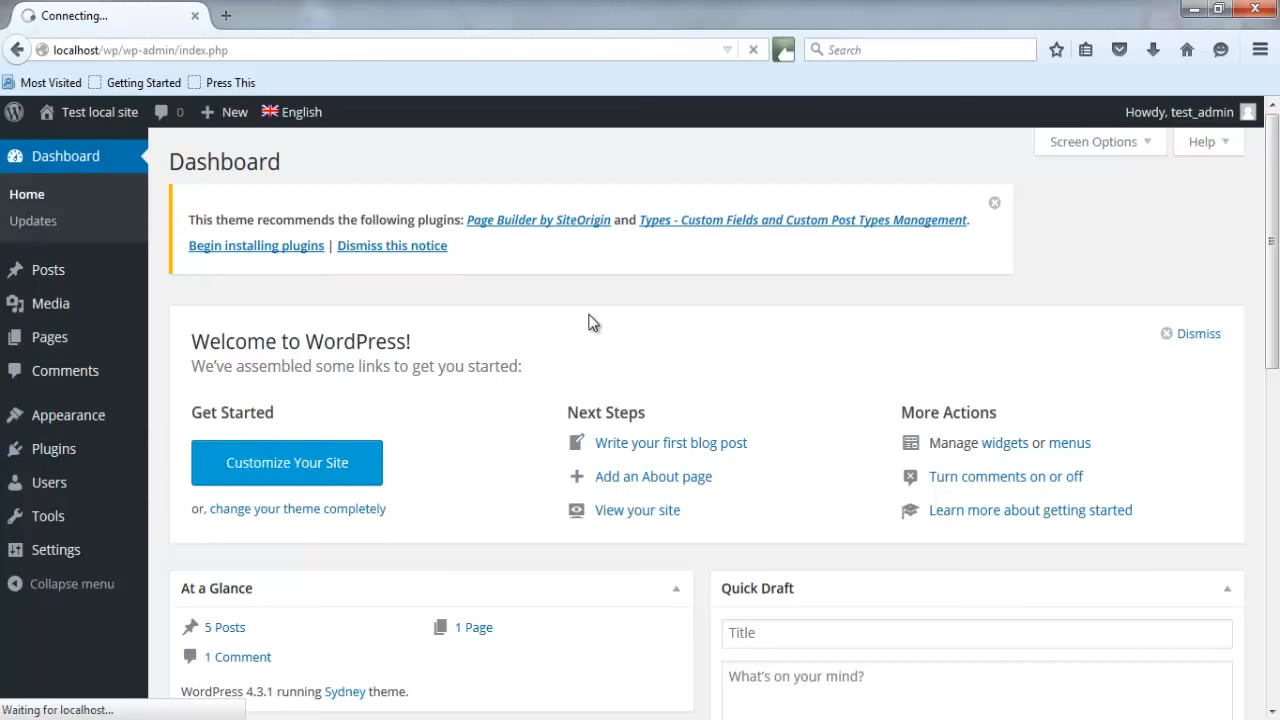 Connecting...
localhost/wp/wp-admin/index.php
Search
Most Visited Getting Started Press This
Test local site 0 New English Howdy, test_admin
Dashboard
Home
Updates
Posts
Media
Pages
Comments
Appearance
Plugins
Users
Tools
Settings
Collapse menu
Screen Options Help
Dashboard
This theme recommends the following plugins: Page Builder by SiteOrigin and Types - Custom Fields and Custom Post Types Management.
Begin installing plugins | Dismiss this notice
Welcome to WordPress!
Dismiss
We've assembled some links to get you started:
Get Started
Customize Your Site
or, change your theme completely
Next Steps
Write your first blog post
Add an About page
View your site
More Actions
Manage widgets or menus
Turn comments on or off
Learn more about getting started
At a Glance
5 Posts 1 Page
1 Comment
WordPress 4.3.1 running Sydney theme.
Quick Draft
Title
What's on your mind?
Waiting for localhost...